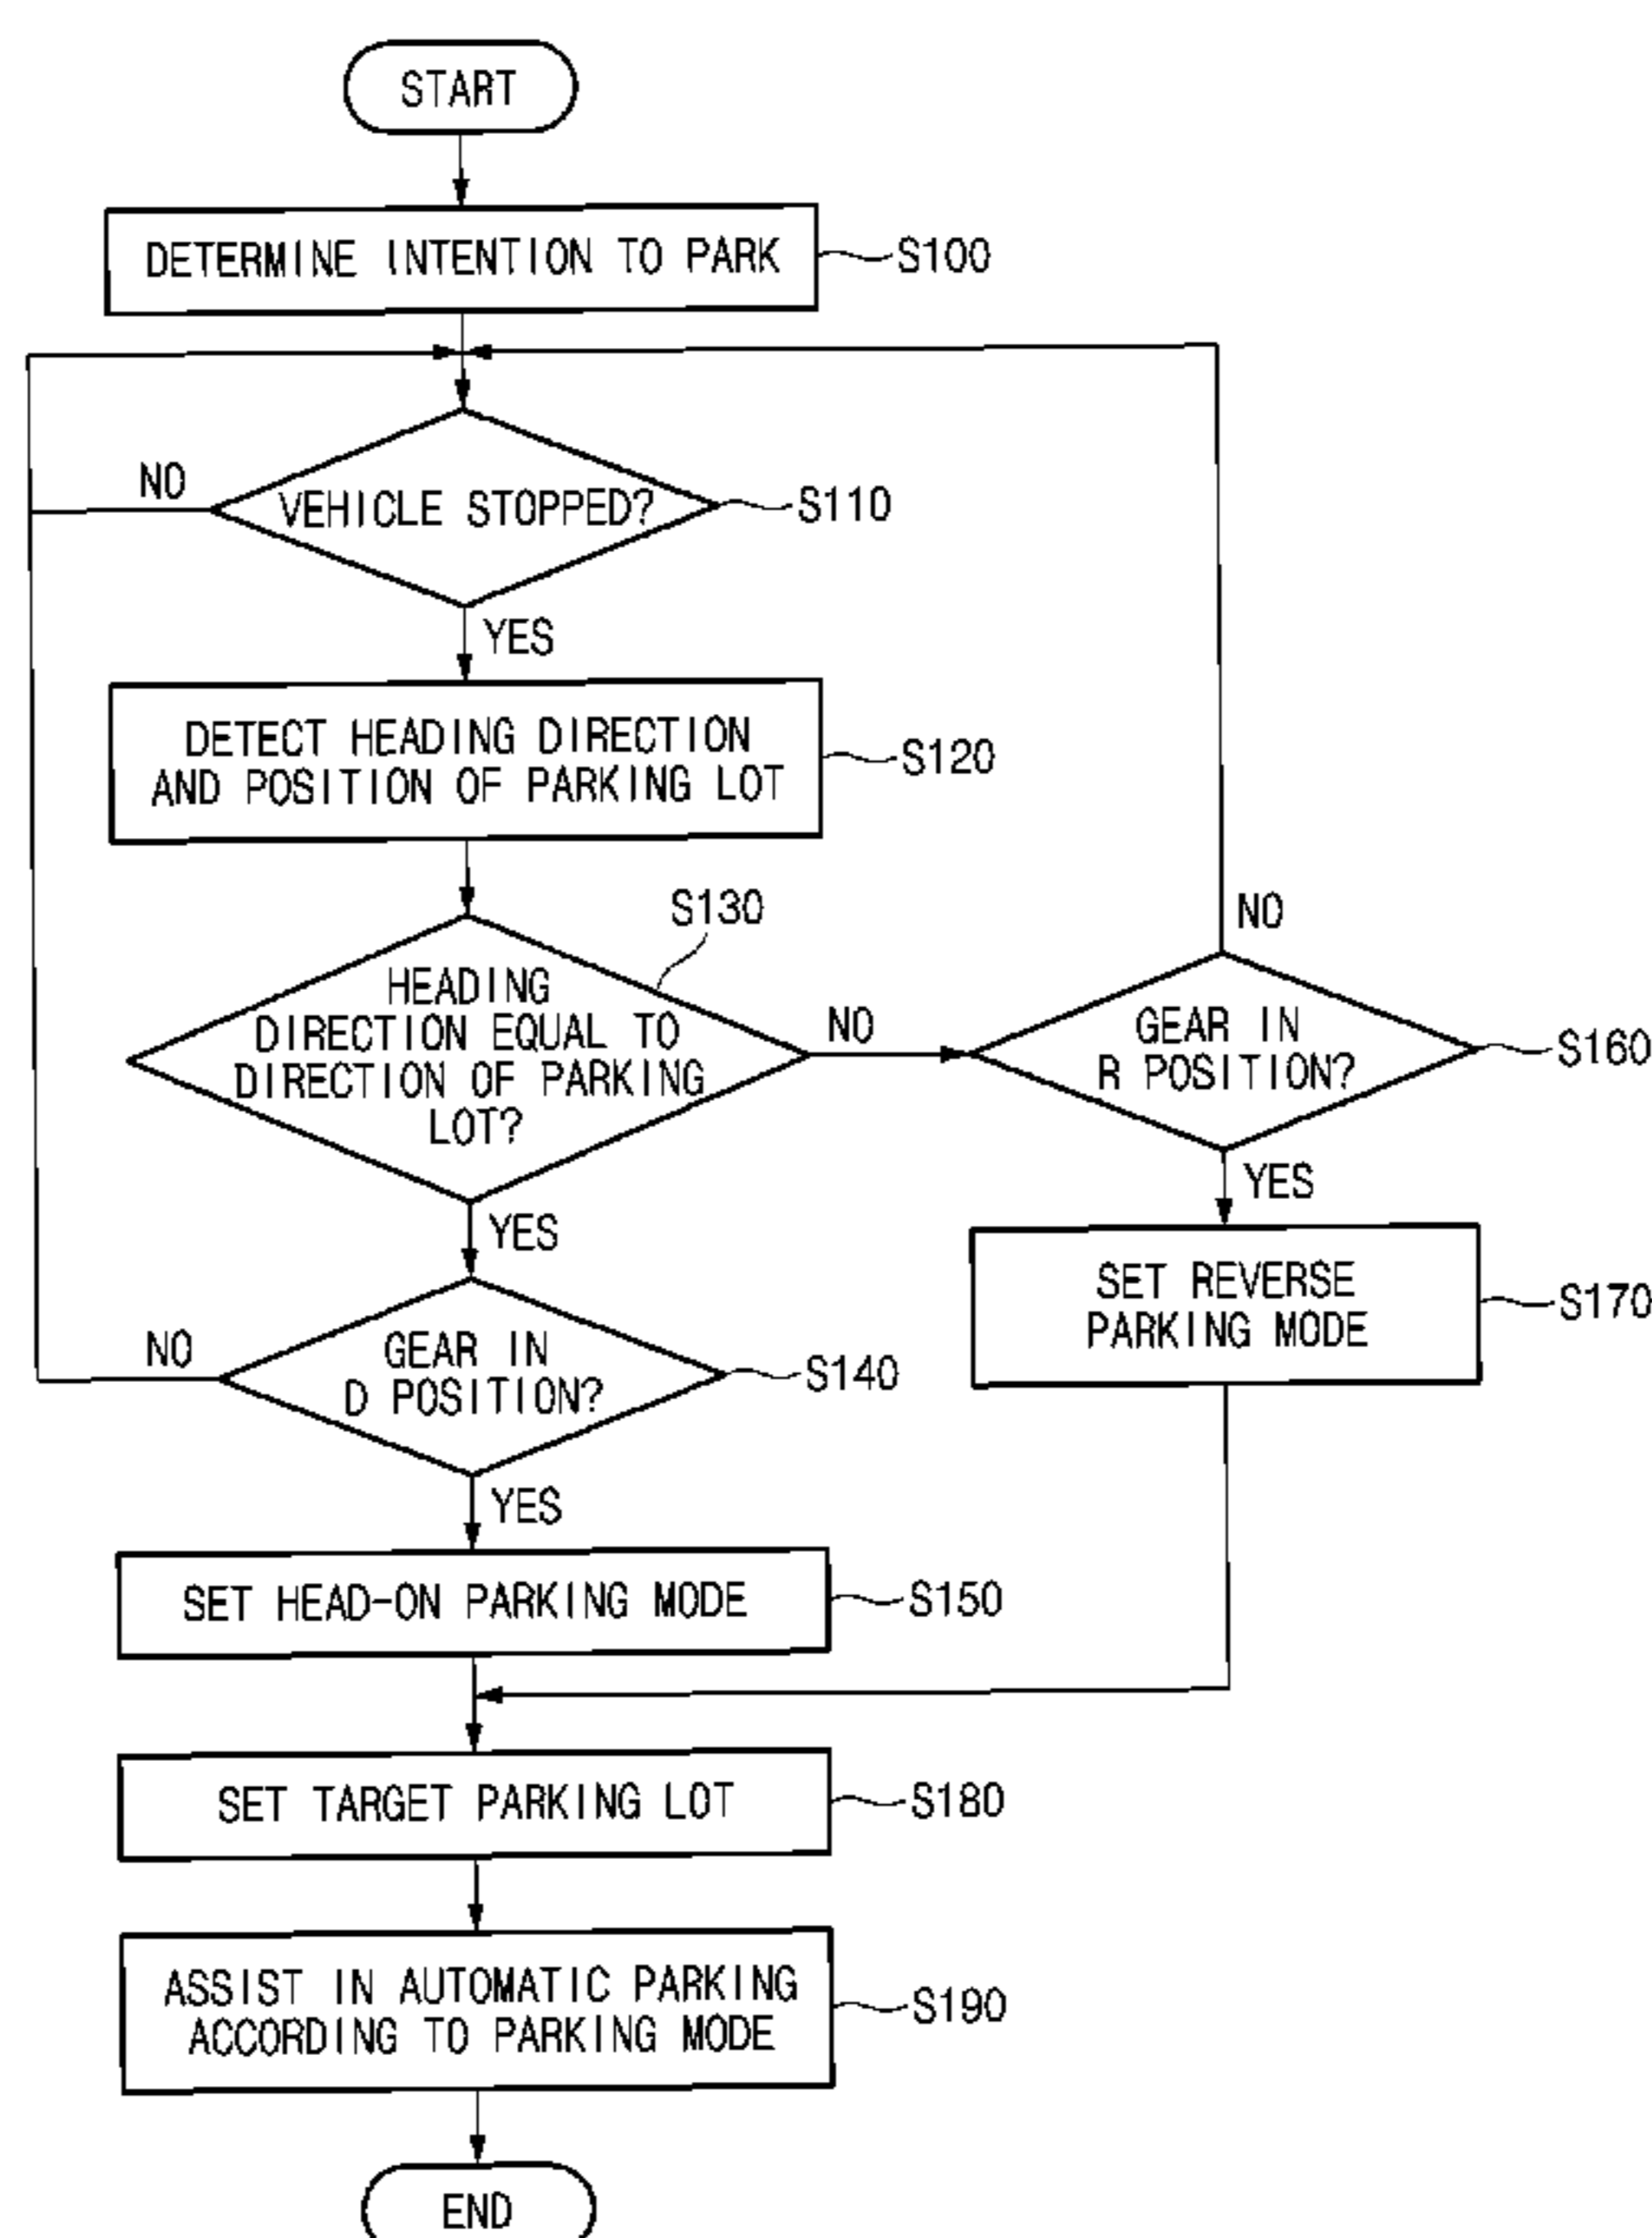 START
DETERMINE INTENTION TO PARK
S100
VEHICLE STOPPED?
S110
NO
YES
DETECT HEADING DIRECTION
AND POSITION OF PARKING LOT
S120
S130
HEADING
DIRECTION EQUAL TO
DIRECTION OF PARKING
LOT?
NO
YES
GEAR IN
R POSITION?
S160
NO
YES
SET REVERSE
PARKING MODE
S170
GEAR IN
D POSITION?
S140
NO
YES
SET HEAD-ON PARKING MODE
S150
SET TARGET PARKING LOT
S180
ASSIST IN AUTOMATIC PARKING
ACCORDING TO PARKING MODE
S190
END